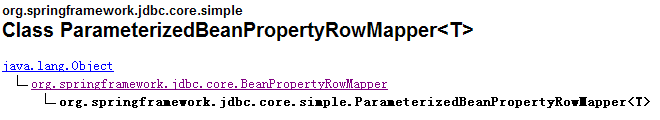 org.springframework.jdbc.core.simple
Class ParameterizedBeanPropertyRowMapper<T>
java.lang.Object
org.springframework.jdbc.core.BeanPropertyRowMapper
org.springframework.jdbc.core.simple.ParameterizedBeanPropertyRowMapper<T>